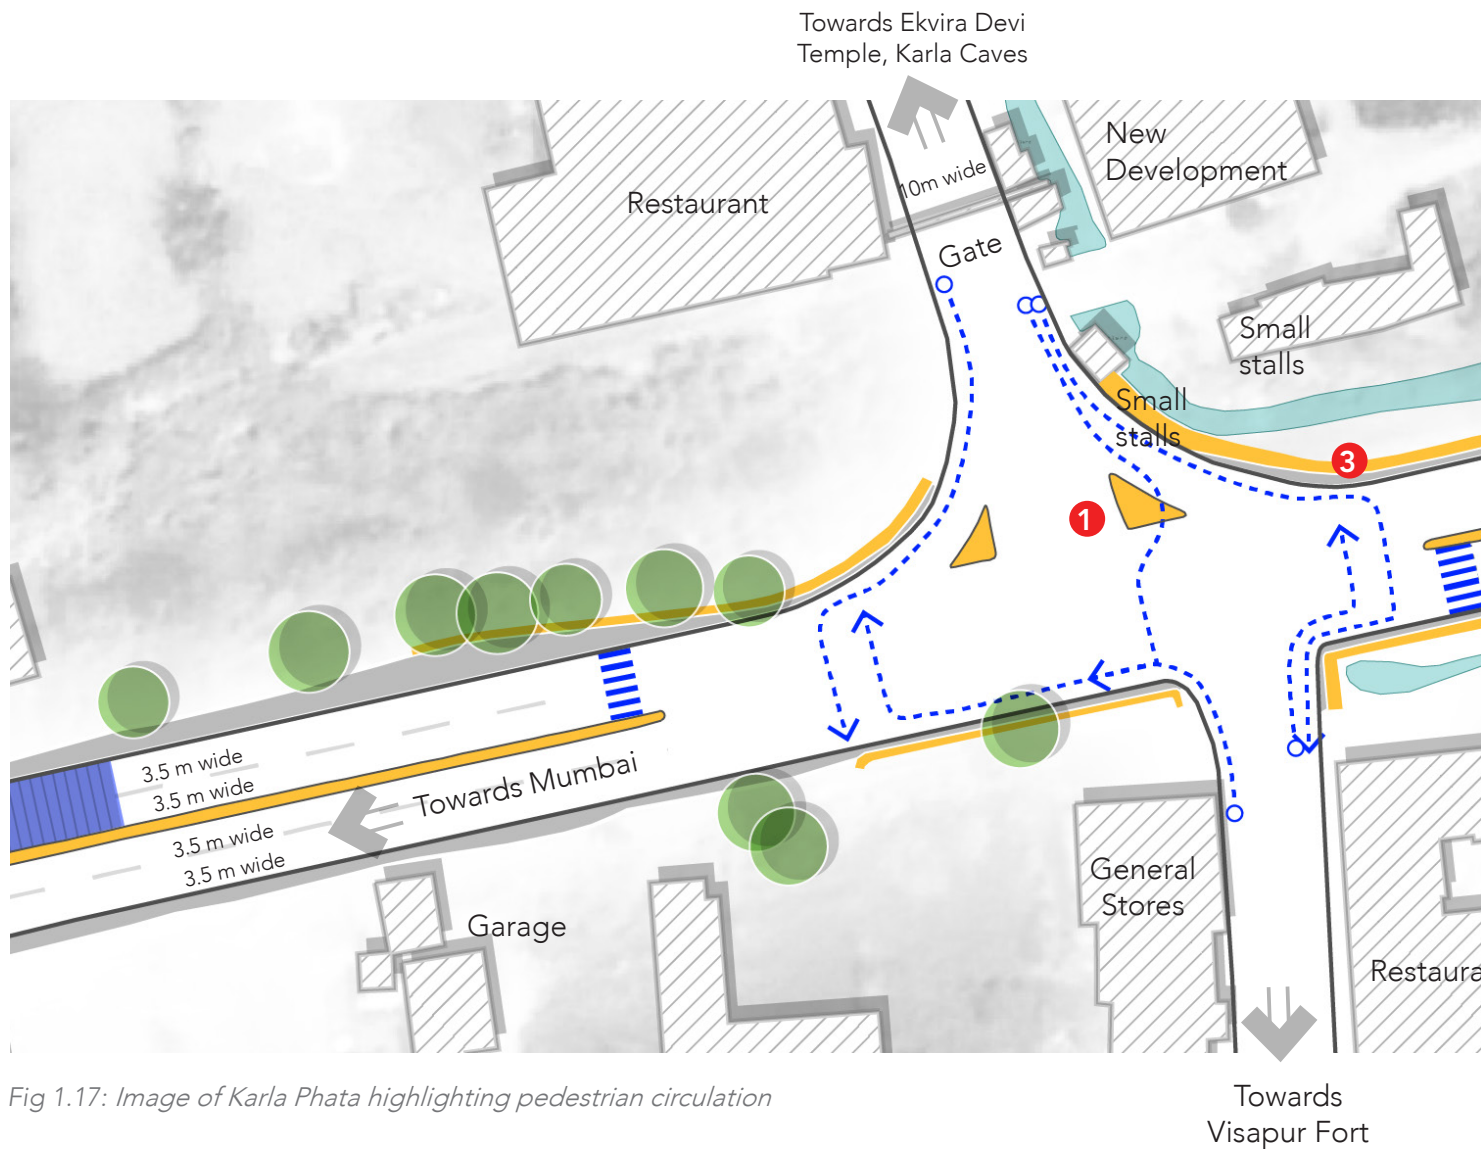 Towards Ekvira Devi
Temple, Karla Caves
New
Development
10m wide
Restaurant
Gate
Small
stalls
Small
stalls
3
1
3.5 m wide
3.5 m wide
Towards Mumbai
3.5 m wide
3.5 m wide
General
Stores
Garage
Restaura
Fig 1.17: Image of Karla Phata highlighting pedestrian circulation
Towards
Visapur Fort